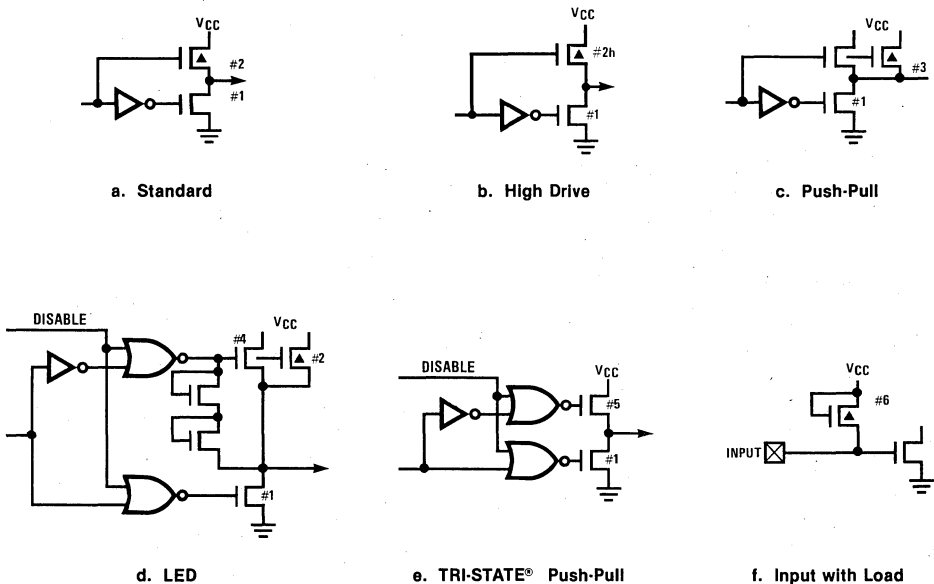 VCC
#2
#1
a. Standard
VCC
#2h
#1
b. High Drive
VCC
#3
#1
c. Push-Pull
DISABLE
VCC
#4
#2
#1
d. LED
DISABLE
VCC
#5
#1
e. TRI-STATE® Push-Pull
VCC
#6
INPUT
f. Input with Load